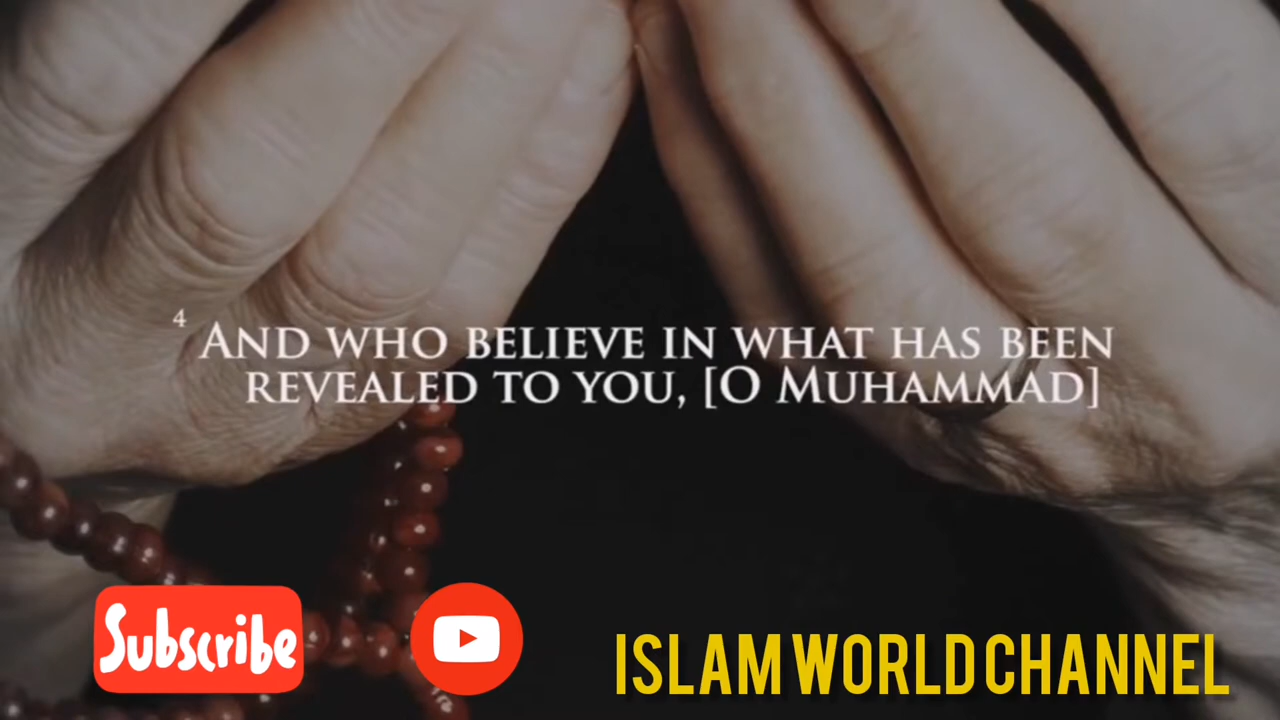 4 And who believe in what has been
revealed to you, [O Muhammad]
Subscribe
ISLAM WORLD CHANNEL